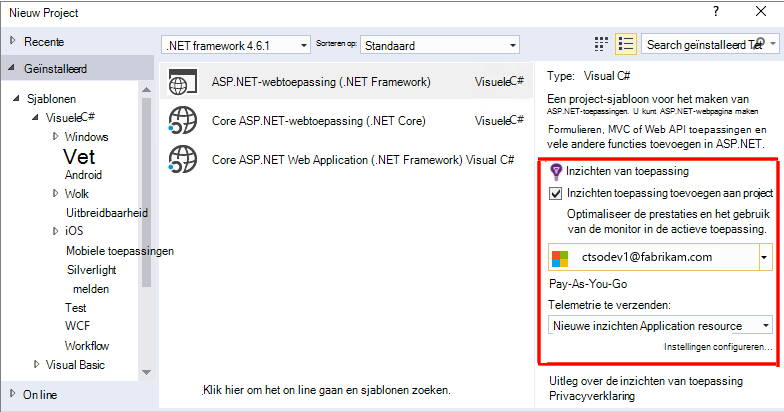 Nieuw Project
?
Recente
.NET framework 4.6.1
Sorteren op:
Standaard
Search geïnstalleerd Tet
Geïnstalleerd
Sjablonen
VisueleC#
Windows
Vet
Android
Wolk
Uitbreidbaarheid
iOS
Mobiele toepassingen
Silverlight
melden
Test
WCF
Workflow
Visual Basic
On line
ASP.NET-webtoepassing (.NET Framework) VisueleC#
Core ASP.NET-webtoepassing (.NET Core) VisueleC#
Core ASP.NET Web Application (.NET Framework) Visual C#
Klik hier om het on line gaan en sjablonen zoeken.
Type: Visual C#
Een project-sjabloon voor het maken van
ASP.NET-toepassingen. U kunt ASP.NET-webpagina maken
Formulieren, MVC of Web API toepassingen en
vele andere functies toevoegen in ASP.NET.
Inzichten van toepassing
Inzichten toepassing toevoegen aan project
Optimaliseer de prestaties en het gebruik
van de monitor in de actieve toepassing.
ctsodev1@fabrikam.com
Pay-As-You-Go
Telemetrie te verzenden:
Nieuwe inzichten Application resource
Instellingen configureren...
Uitleg over de inzichten van toepassing
Privacyverklaring